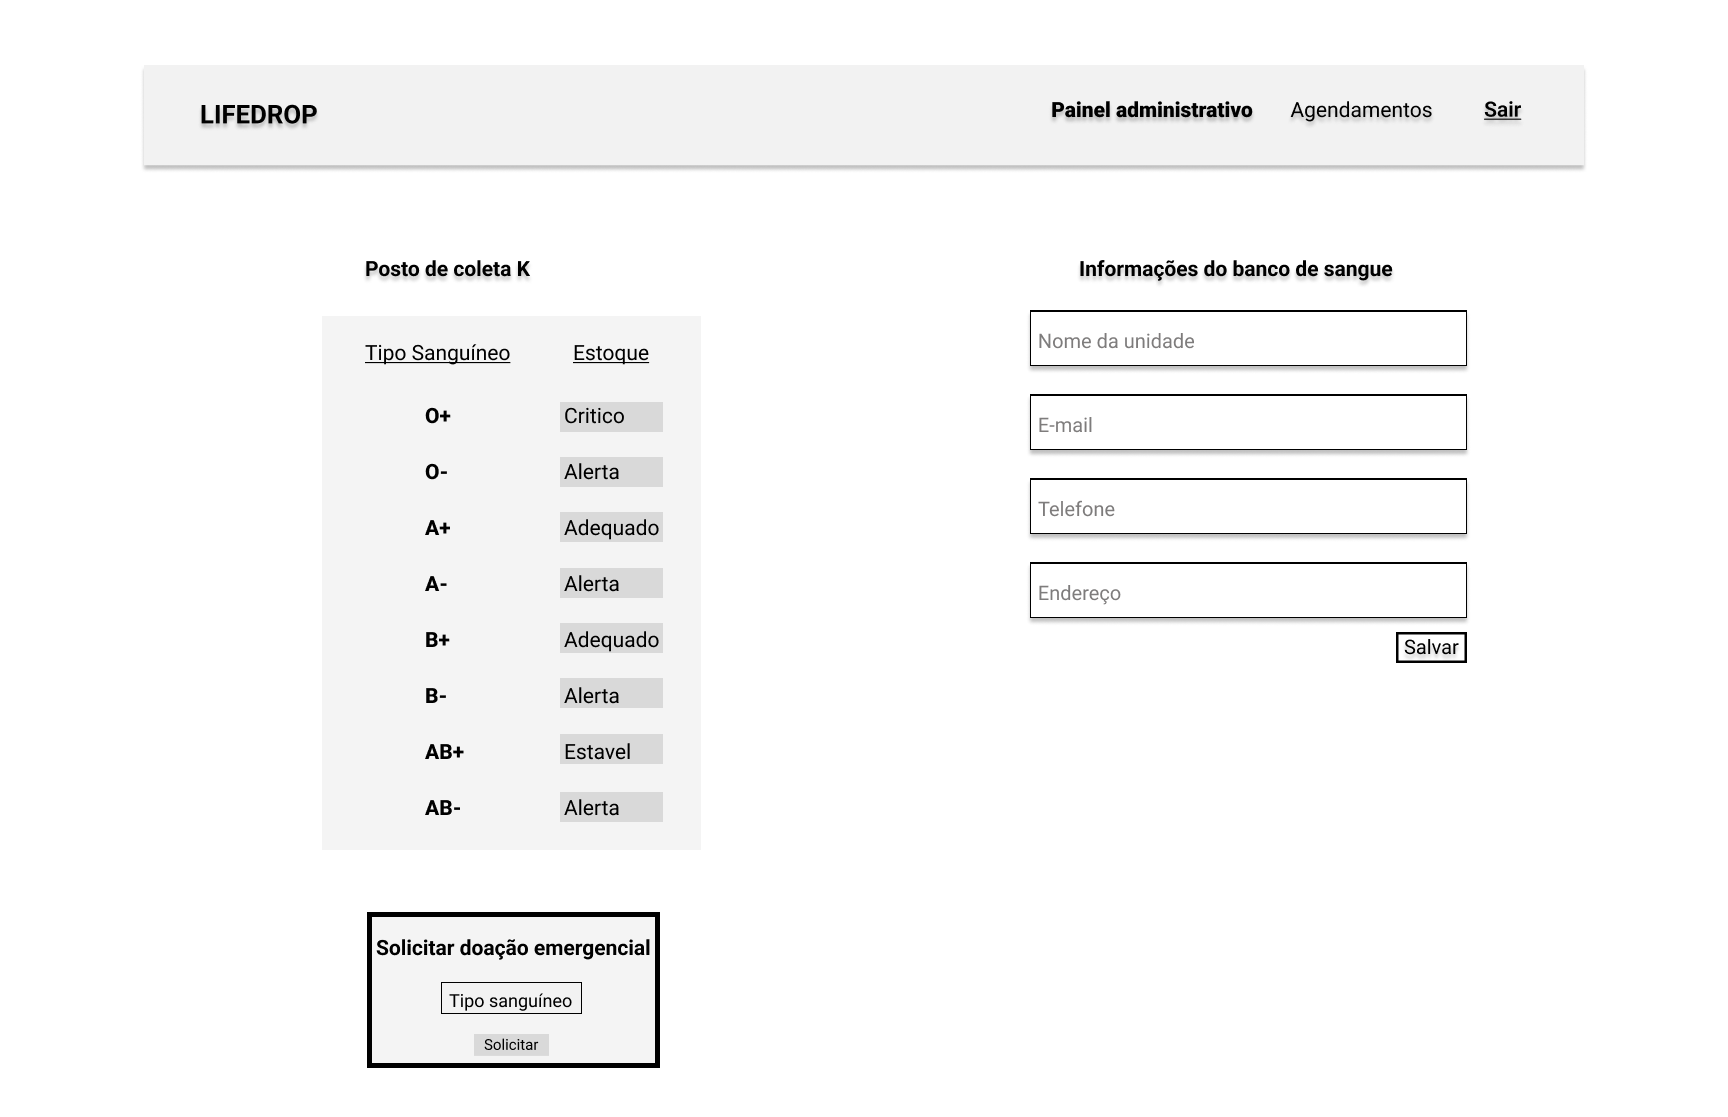 LIFEDROP
Painel administrativo Agendamentos Sair
Posto de coleta K
Tipo Sanguíneo Estoque
O+ Critico
O- Alerta
A+ Adequado
A- Alerta
B+ Adequado
B- Alerta
AB+ Estavel
AB- Alerta
Solicitar doação emergencial
Tipo sanguíneo
Solicitar
Informações do banco de sangue
Nome da unidade
E-mail
Telefone
Endereço
Salvar